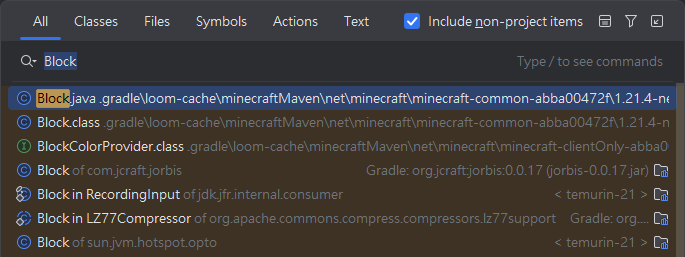 All Classes Files Symbols Actions Text Include non-project items
Block Type / to see commands
Block.java .gradle\loom-cache\minecraftMaven\net\minecraft\minecraft-common-abba00472f\1.21.4-ne
Block.class .gradle\loom-cache\minecraftMaven\net\minecraft\minecraft-common-abba00472f\1.21.4-n
BlockColorProvider.class .gradle\loom-cache\minecraftMaven\net\minecraft\minecraft-clientOnly-abba00
Block of com.jcraft.jorbis Gradle: org.jcraft:jorbis:0.0.17 (jorbis-0.0.17.jar)
Block in RecordingInput of jdk.jfr.internal.consumer < temurin-21 >
Block in LZ77Compressor of org.apache.commons.compress.compressors.lz77support Gradle: org....
Block of sun.jvm.hotspot.opto < temurin-21 >